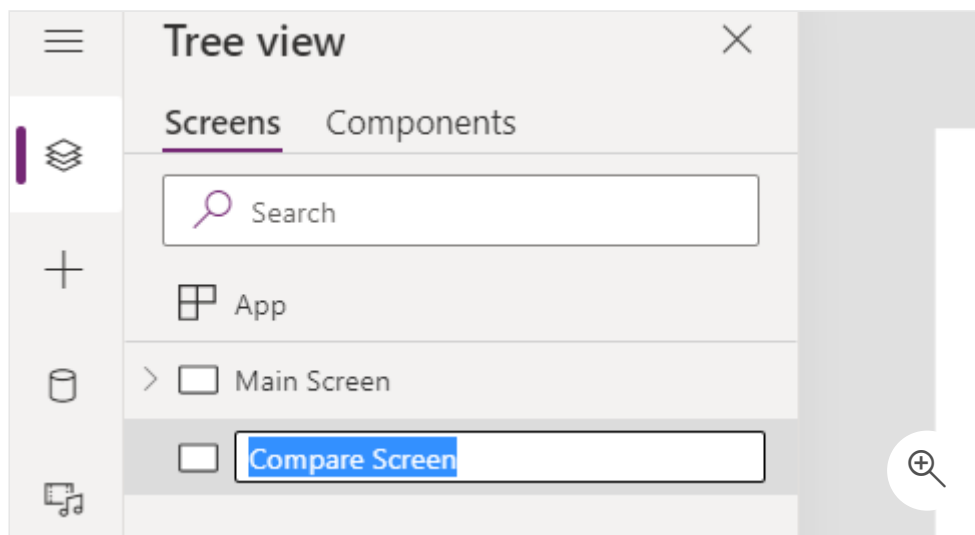 Tree view
Screens Components
Search
App
Main Screen
Compare Screen